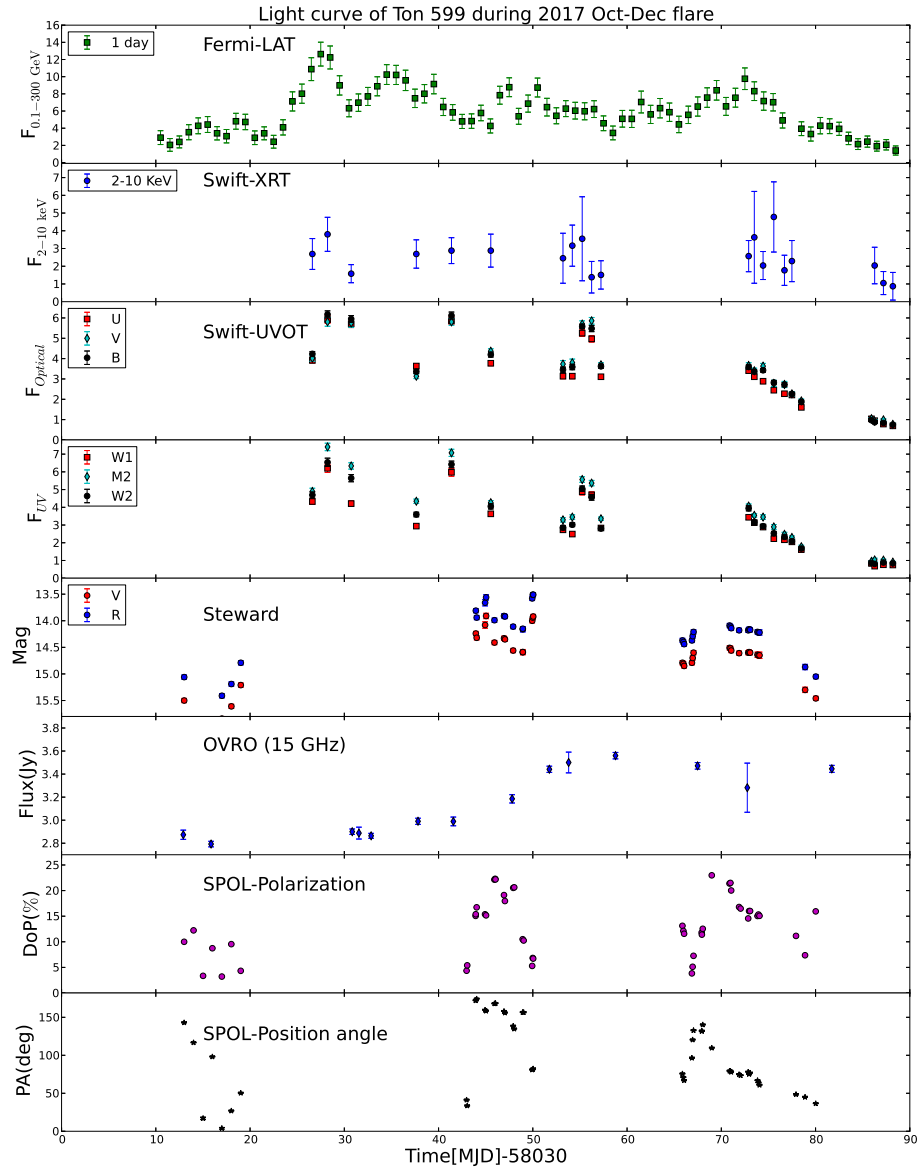 Light curve of Ton 599 during 2017 Oct-Dec flare
16
14
12
10
8
6
4
2
0
F0.1−300 GeV
1 day
Fermi-LAT
7
6
5
4
3
2
1
0
F2−10 keV
2-10 KeV
Swift-XRT
6
5
4
3
2
1
0
FOptical
U
V
B
Swift-UVOT
7
6
5
4
3
2
1
0
FUV
W1
M2
W2
13.5
14.0
14.5
15.0
15.5
Mag
V
R
Steward
3.8
3.6
3.4
3.2
3.0
2.8
Flux(Jy)
OVRO (15 GHz)
25
20
15
10
5
0
DoP(%)
SPOL-Polarization
150
100
50
0
PA(deg)
SPOL-Position angle
0 10 20 30 40 50 60 70 80 90
Time[MJD]-58030